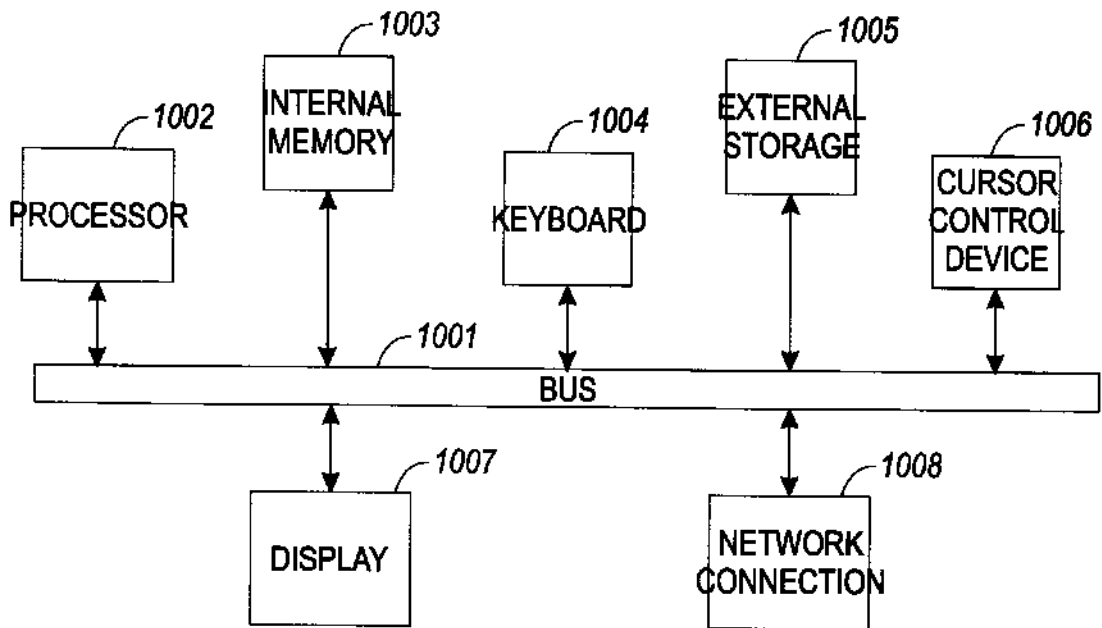 1003
INTERNAL
MEMORY
1005
EXTERNAL
STORAGE
1002
PROCESSOR
1004
KEYBOARD
1006
CURSOR
CONTROL
DEVICE
1001
BUS
1007
DISPLAY
1008
NETWORK
CONNECTION